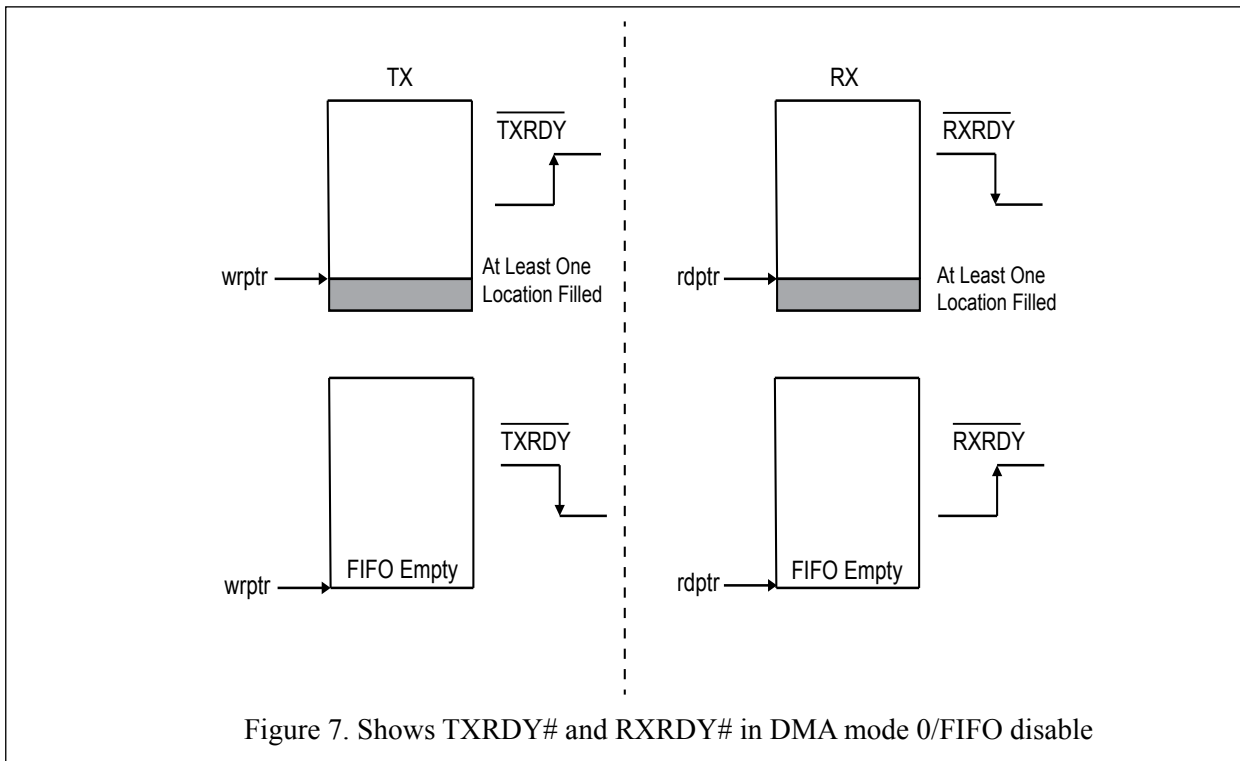 TX
TXRDY
wrptr
At Least One
Location Filled
TXRDY
FIFO Empty
wrptr
RX
RXRDY
rdptr
At Least One
Location Filled
RXRDY
FIFO Empty
rdptr
Figure 7. Shows TXRDY# and RXRDY# in DMA mode 0/FIFO disable